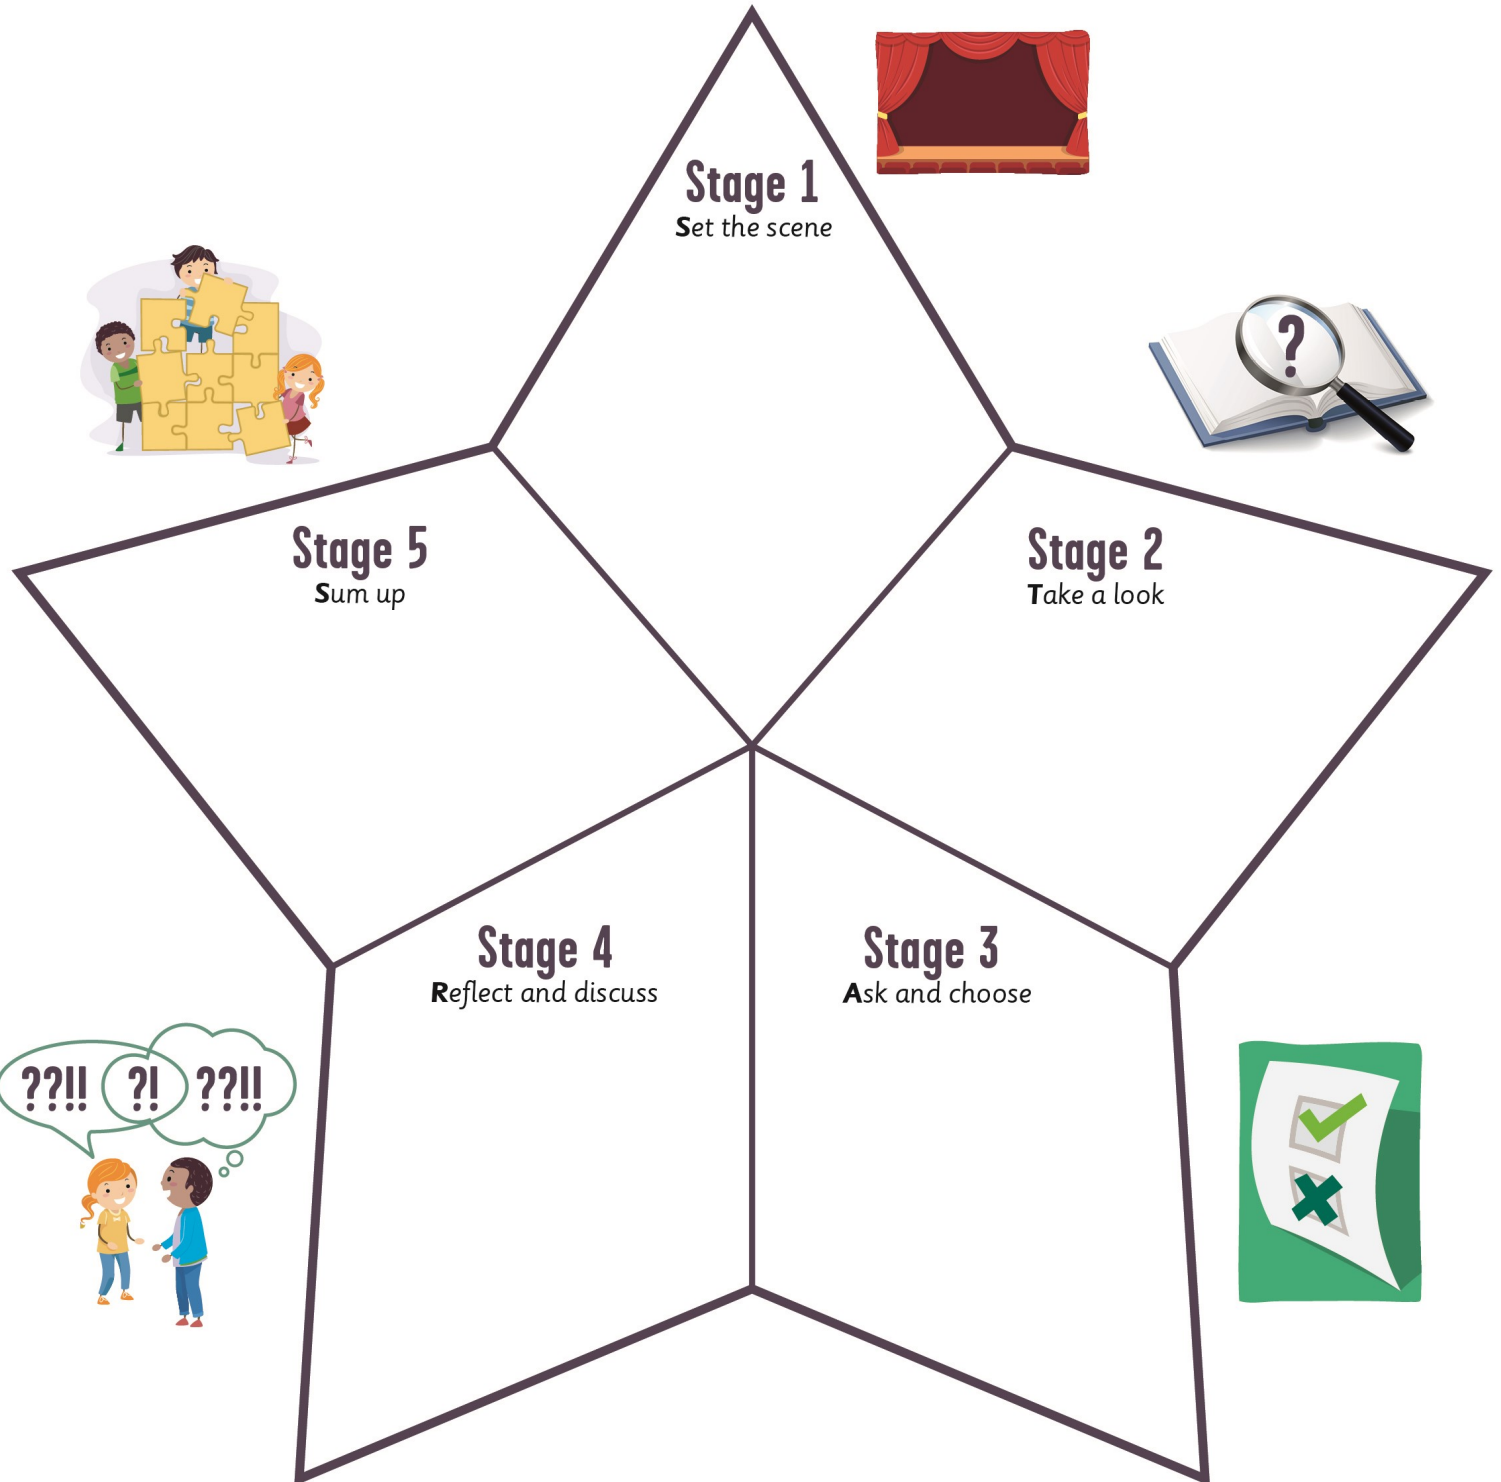 Stage 1
Set the scene
?
Stage 5
Sum up
Stage 2
Take a look
Stage 4
Reflect and discuss
Stage 3
Ask and choose
??!! ?! ??!!